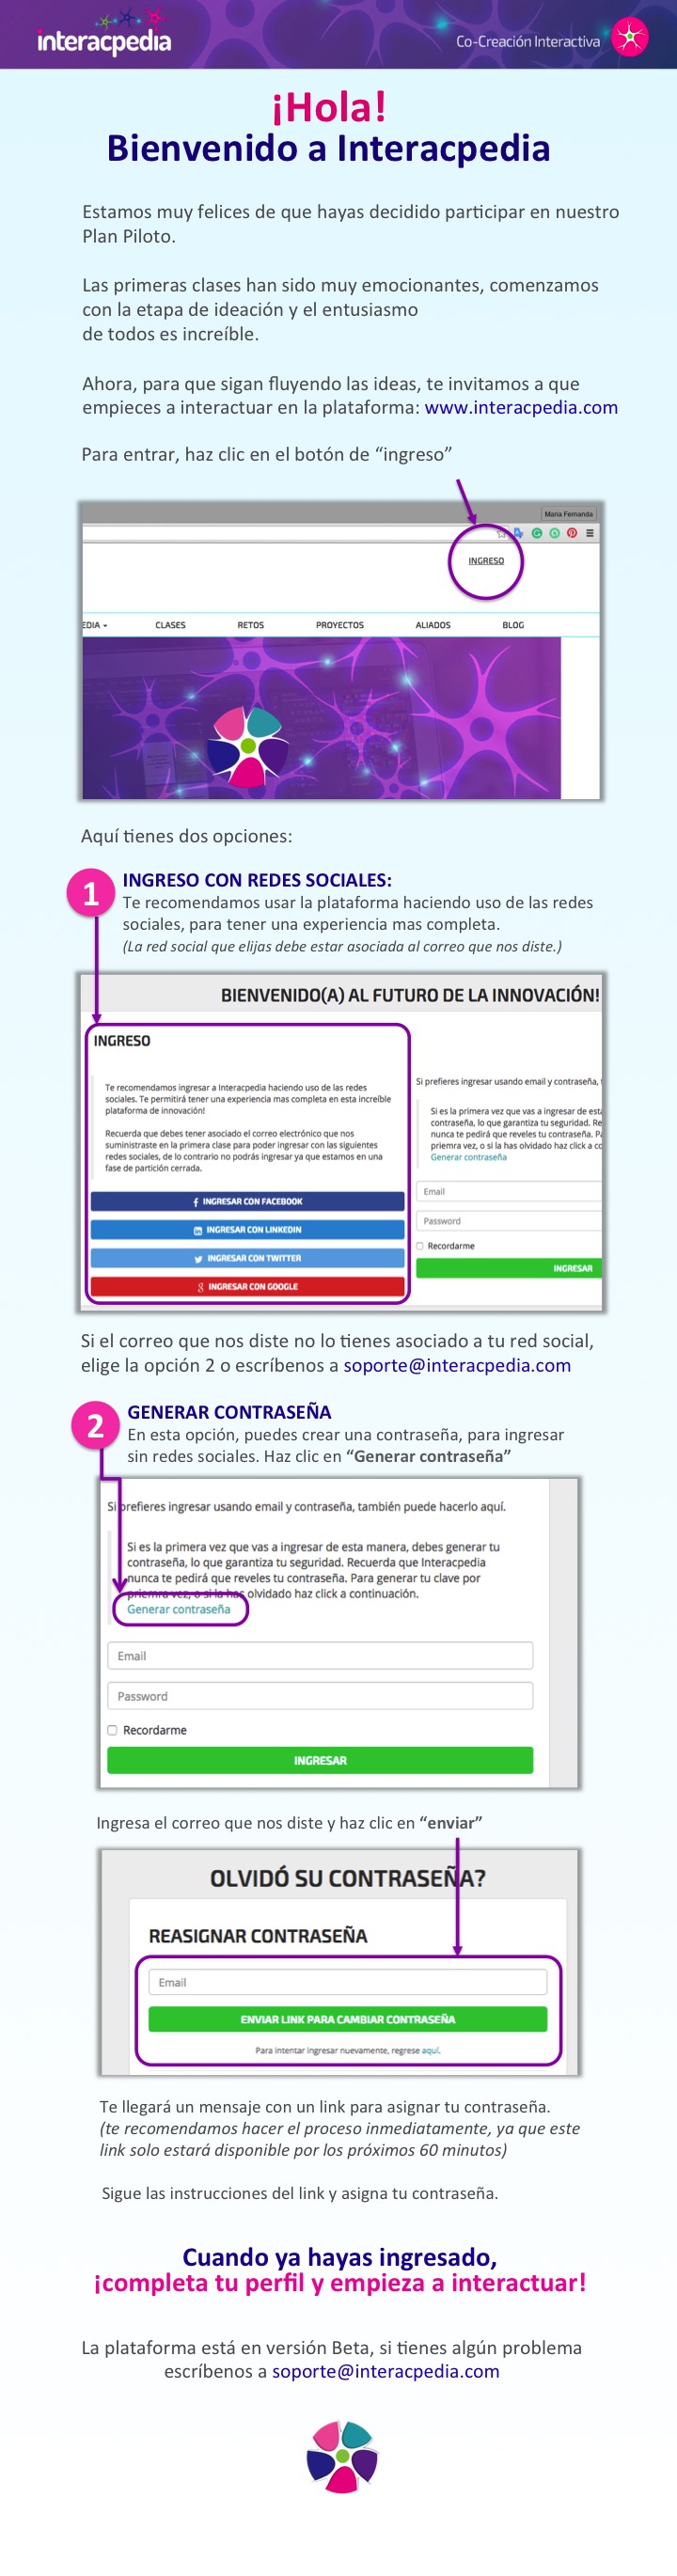 interacpedia
Co-Creación Interactiva
¡Hola!
Bienvenido a Interacpedia
Estamos muy felices de que hayas decidido participar en nuestro
Plan Piloto.
Las primeras clases han sido muy emocionantes, comenzamos
con la etapa de ideación y el entusiasmo
de todos es increíble.
Ahora, para que sigan fluyendo las ideas, te invitamos a que
empieces a interactuar en la plataforma: www.interacpedia.com
Para entrar, haz clic en el botón de “ingreso”
Maria Fernanda
INGRESO
EDIA CLASES RETOS PROYECTOS ALIADOS BLOG
Aquí tienes dos opciones:
1 INGRESO CON REDES SOCIALES:
Te recomendamos usar la plataforma haciendo uso de las redes
sociales, para tener una experiencia mas completa.
(La red social que elijas debe estar asociada al correo que nos diste.)
BIENVENIDO(A) AL FUTURO DE LA INNOVACIÓN!
INGRESO
Te recomendamos ingresar a Interacpedia haciendo uso de las redes
sociales. Te permitirá tener una experiencia mas completa en esta increíble
plataforma de innovación!
Recuerda que debes tener asociado el correo electrónico que nos
suministraste en la primera clase para poder ingresar con las siguientes
redes sociales, de lo contrario no podrás ingresar ya que estamos en una
fase de partición cerrada.
INGRESAR CON FACEBOOK
INGRESAR CON LINKEDIN
INGRESAR CON TWITTER
INGRESAR CON GOOGLE
Si prefieres ingresar usando email y contraseña,
Si es la primera vez que vas a ingresar de est
contraseña, lo que garantiza tu seguridad. Re
nunca te pedirá que reveles tu contraseña. Pa
priemra vez, o si la has olvidado haz click a co
Generar contraseña
Email
Password
Recordarme
INGRESAR
Si el correo que nos diste no lo tienes asociado a tu red social,
elige la opción 2 o escríbenos a soporte@interacpedia.com
2 GENERAR CONTRASEÑA
En esta opción, puedes crear una contraseña, para ingresar
sin redes sociales. Haz clic en “Generar contraseña”
Si prefieres ingresar usando email y contraseña, también puede hacerlo aquí.
Si es la primera vez que vas a ingresar de esta manera, debes generar tu
contraseña, lo que garantiza tu seguridad. Recuerda que Interacpedia
nunca te pedirá que reveles tu contraseña. Para generar tu clave por
priemra vez, o si la has olvidado haz click a continuación.
Generar contraseña
Email
Password
Recordarme
INGRESAR
Ingresa el correo que nos diste y haz clic en “enviar”
OLVIDÓ SU CONTRASEÑA?
REASIGNAR CONTRASEÑA
Email
ENVIAR LINK PARA CAMBIAR CONTRASEÑA
Para intentar ingresar nuevamente, regrese aquí.
Te llegará un mensaje con un link para asignar tu contraseña.
(te recomendamos hacer el proceso inmediatamente, ya que este
link solo estará disponible por los próximos 60 minutos)
Sigue las instrucciones del link y asigna tu contraseña.
Cuando ya hayas ingresado,
¡completa tu perfil y empieza a interactuar!
La plataforma está en versión Beta, si tienes algún problema
escríbenos a soporte@interacpedia.com